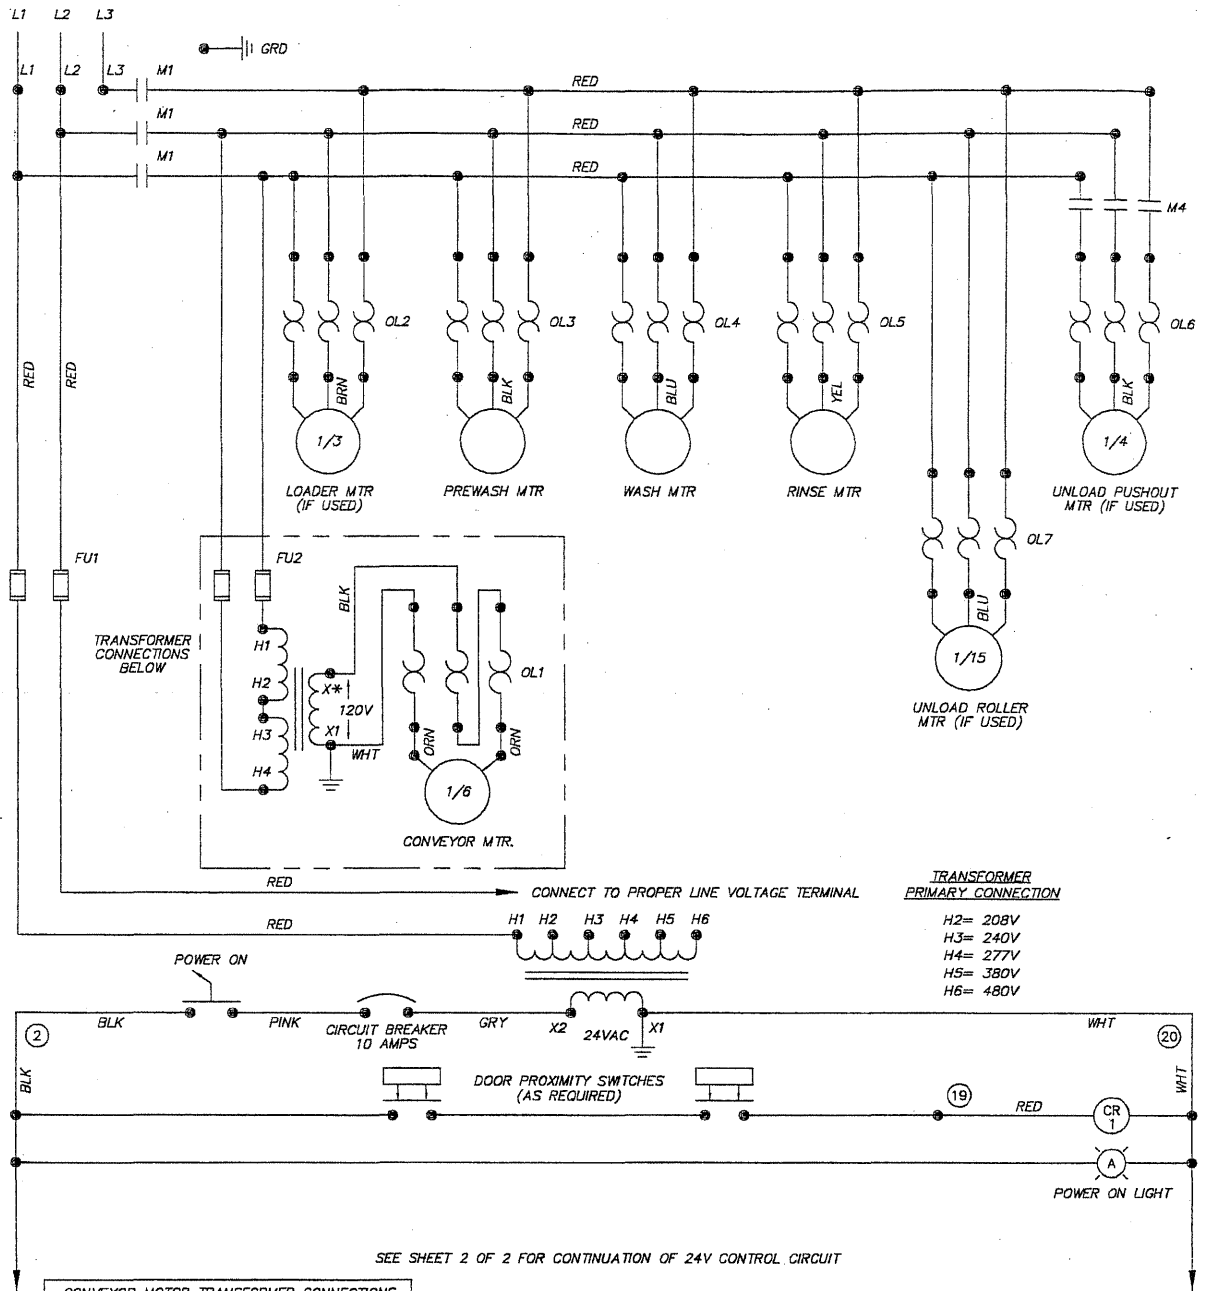 L1 L2 L3
GRD
L1 L2 L3 M1 RED
M1 RED
M1 RED
M4
OL2 OL3 OL4 OL5 OL6
RED RED BRN BLK BLU YEL BLK
1/3 1/4
LOADER MTR
(IF USED)
PREWASH MTR
WASH MTR
RINSE MTR
UNLOAD PUSHOUT
MTR (IF USED)
OL7
FU1 FU2
BLK BLU
TRANSFORMER
CONNECTIONS
BELOW
H1
H2
H3
H4
X*
120V
X1
WHT
OL1
ORN ORN
1/6
CONVEYOR MTR.
1/15
UNLOAD ROLLER
MTR (IF USED)
RED CONNECT TO PROPER LINE VOLTAGE TERMINAL
RED H1 H2 H3 H4 H5 H6
TRANSFORMER
PRIMARY CONNECTION
H2= 208V
H3= 240V
H4= 277V
H5= 380V
H6= 480V
POWER ON
2 BLK PINK CIRCUIT BREAKER
10 AMPS
GRY X2 24VAC X1 WHT 20
BLK WHT
DOOR PROXIMITY SWITCHES
(AS REQUIRED)
19 RED CR
1
A
POWER ON LIGHT
SEE SHEET 2 OF 2 FOR CONTINUATION OF 24V CONTROL CIRCUIT
CONVEYOR MOTOR TRANSFORMER CONNECTIONS